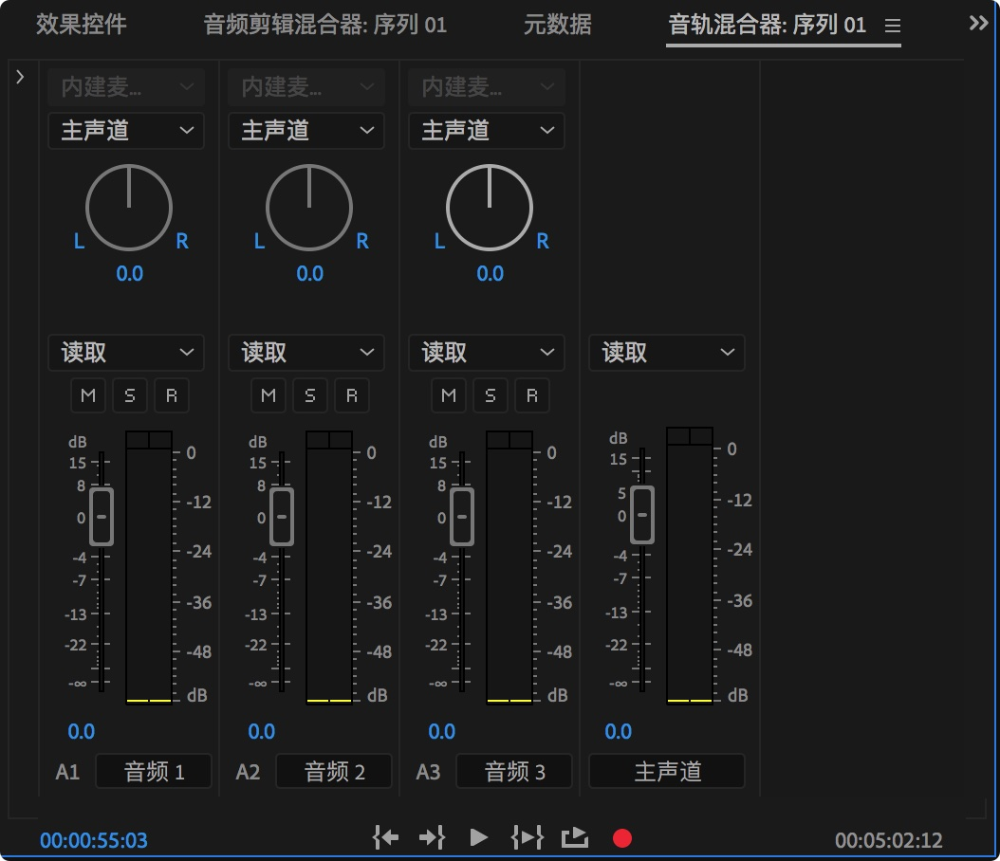 效果控件 音频剪辑混合器: 序列 01 元数据 音轨混合器: 序列 01
内建麦... 内建麦... 内建麦...
主声道 主声道 主声道
L R L R L R
0.0 0.0 0.0
读取 读取 读取 读取
M S R M S R M S R
dB dB dB dB
15 0 15 0 15 0 15 0
8 8 8 5
-12 -12 -12 -12
0 0 0 0
-24 -24 -24 -24
-4 -4 -4 -4
-7 -7 -7 -7
-36 -36 -36 -36
-13 -13 -13 -13
-22 -48 -22 -48 -22 -48 -22 -48
-∞ dB -∞ dB -∞ dB -∞ dB
0.0 0.0 0.0 0.0
A1 音频 1 A2 音频 2 A3 音频 3 主声道
00:00:55:03 00:05:02:12